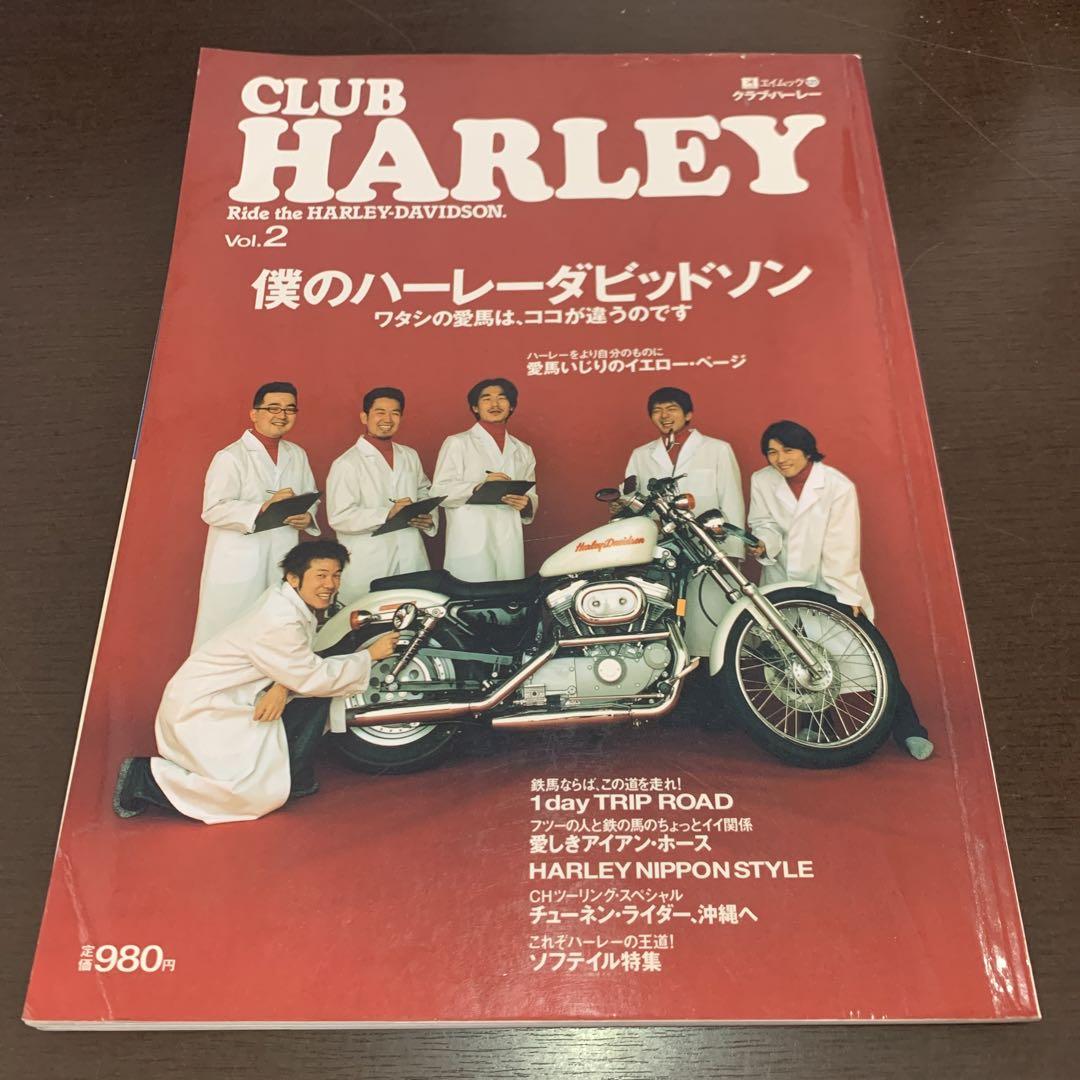 CLUB
HARLEY
エイムック
クラブ・ハーレー
Ride the HARLEY-DAVIDSON.
Vol.2
僕のハーレーダビッドソン
ワタシの愛馬は、ココが違うのです
ハーレーをより自分のものに
愛馬いじりのイエロー・ページ
Harley-Davidson
鉄馬ならば、この道を走れ!
1day TRIP ROAD
フツーの人と鉄の馬のちょっとイイ関係
愛しきアイアン・ホース
HARLEY NIPPON STYLE
CHツーリング・スペシャル
チューネン・ライダー、沖縄へ
これぞハーレーの王道!
ソフテイル特集
定価980円